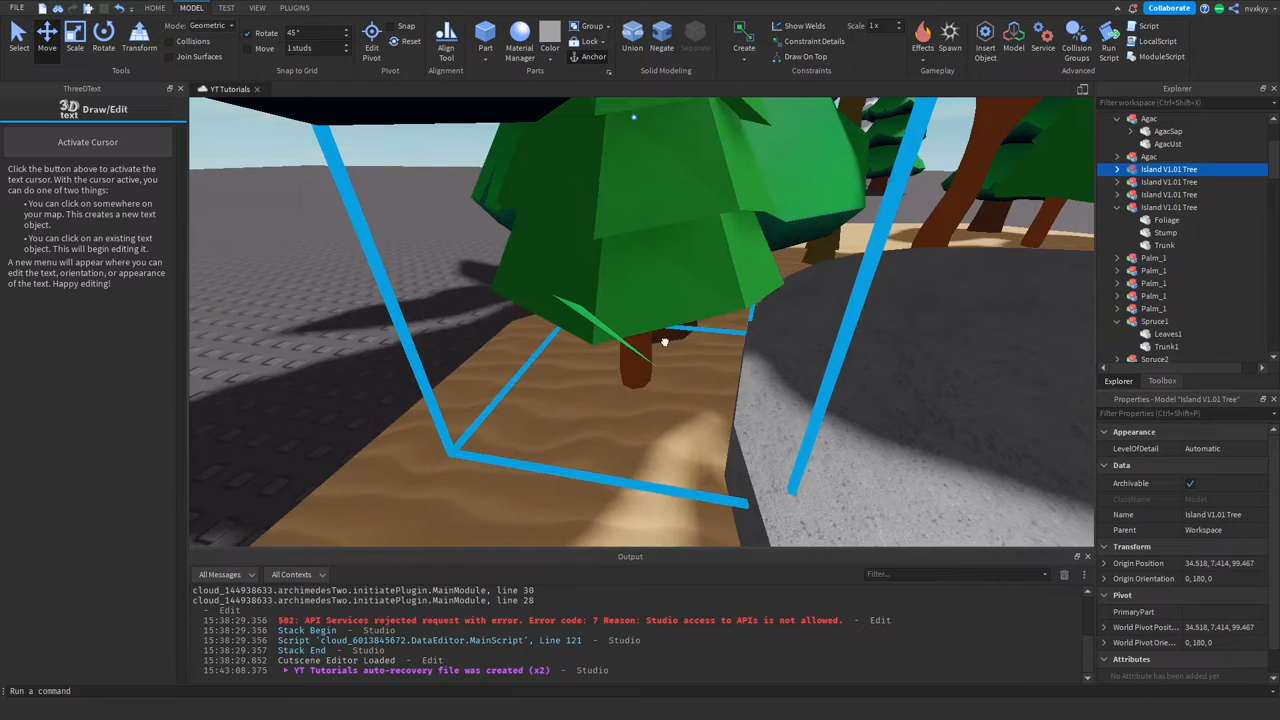 FILE HOME MODEL TEST VIEW PLUGINS Collaborate nvxkyy
Select Move Scale Rotate Transform
Mode: Geometric
Collisions
Join Surfaces
Tools
Rotate 45°
Move 1 studs
Snap to Grid
Edit Pivot
Snap
Reset
Pivot
Align Tool
Alignment
Part Material Manager Color
Group
Lock
Anchor
Parts
Union Negate Separate
Solid Modeling
Create
Show Welds Scale 1x
Constraint Details
Draw On Top
Constraints
Effects Spawn
Gameplay
Insert Object Model Service Collision Groups Run Script
Script
LocalScript
ModuleScript
Advanced
ThreeDText
3D text Draw/Edit
Activate Cursor
Click the button above to activate the
text cursor. With the cursor active, you
can do one of two things:
• You can click on somewhere on
your map. This creates a new text
object.
• You can click on an existing text
object. This will begin editing it.
A new menu will appear where you can
edit the text, orientation, or appearance
of the text. Happy editing!
YT Tutorials
Explorer
Filter workspace (Ctrl+Shift+X)
Agac
AgacSap
AgacUst
Agac
Island V1.01 Tree
Island V1.01 Tree
Island V1.01 Tree
Island V1.01 Tree
Foliage
Stump
Trunk
Palm_1
Palm_1
Palm_1
Palm_1
Palm_1
Spruce1
Leaves1
Trunk1
Spruce2
Explorer Toolbox
Properties - Model "Island V1.01 Tree"
Filter Properties (Ctrl+Shift+P)
Appearance
LevelOfDetail Automatic
Data
Archivable
ClassName Model
Name Island V1.01 Tree
Parent Workspace
Transform
Origin Position 34.518, 7.414, 99.467
Origin Orientation 0, 180, 0
Pivot
PrimaryPart
World Pivot Posit... 34.518, 7.414, 99.467
World Pivot Orie... 0, 180, 0
Attributes
No Attribute has been added yet
Output
All Messages All Contexts Filter...
cloud_144938633.archimedesTwo.initiatePlugin.MainModule, line 30
cloud_144938633.archimedesTwo.initiatePlugin.MainModule, line 28
- Edit
15:38:29.356 502: API Services rejected request with error. Error code: 7 Reason: Studio access to APIs is not allowed. - Edit
15:38:29.356 Stack Begin - Studio
15:38:29.356 Script 'cloud_6013845672.DataEditor.MainScript', Line 121 - Studio
15:38:29.356 Stack End - Studio
15:38:29.852 Cutscene Editor Loaded - Edit
15:43:08.375 YT Tutorials auto-recovery file was created (x2) - Studio
Run a command